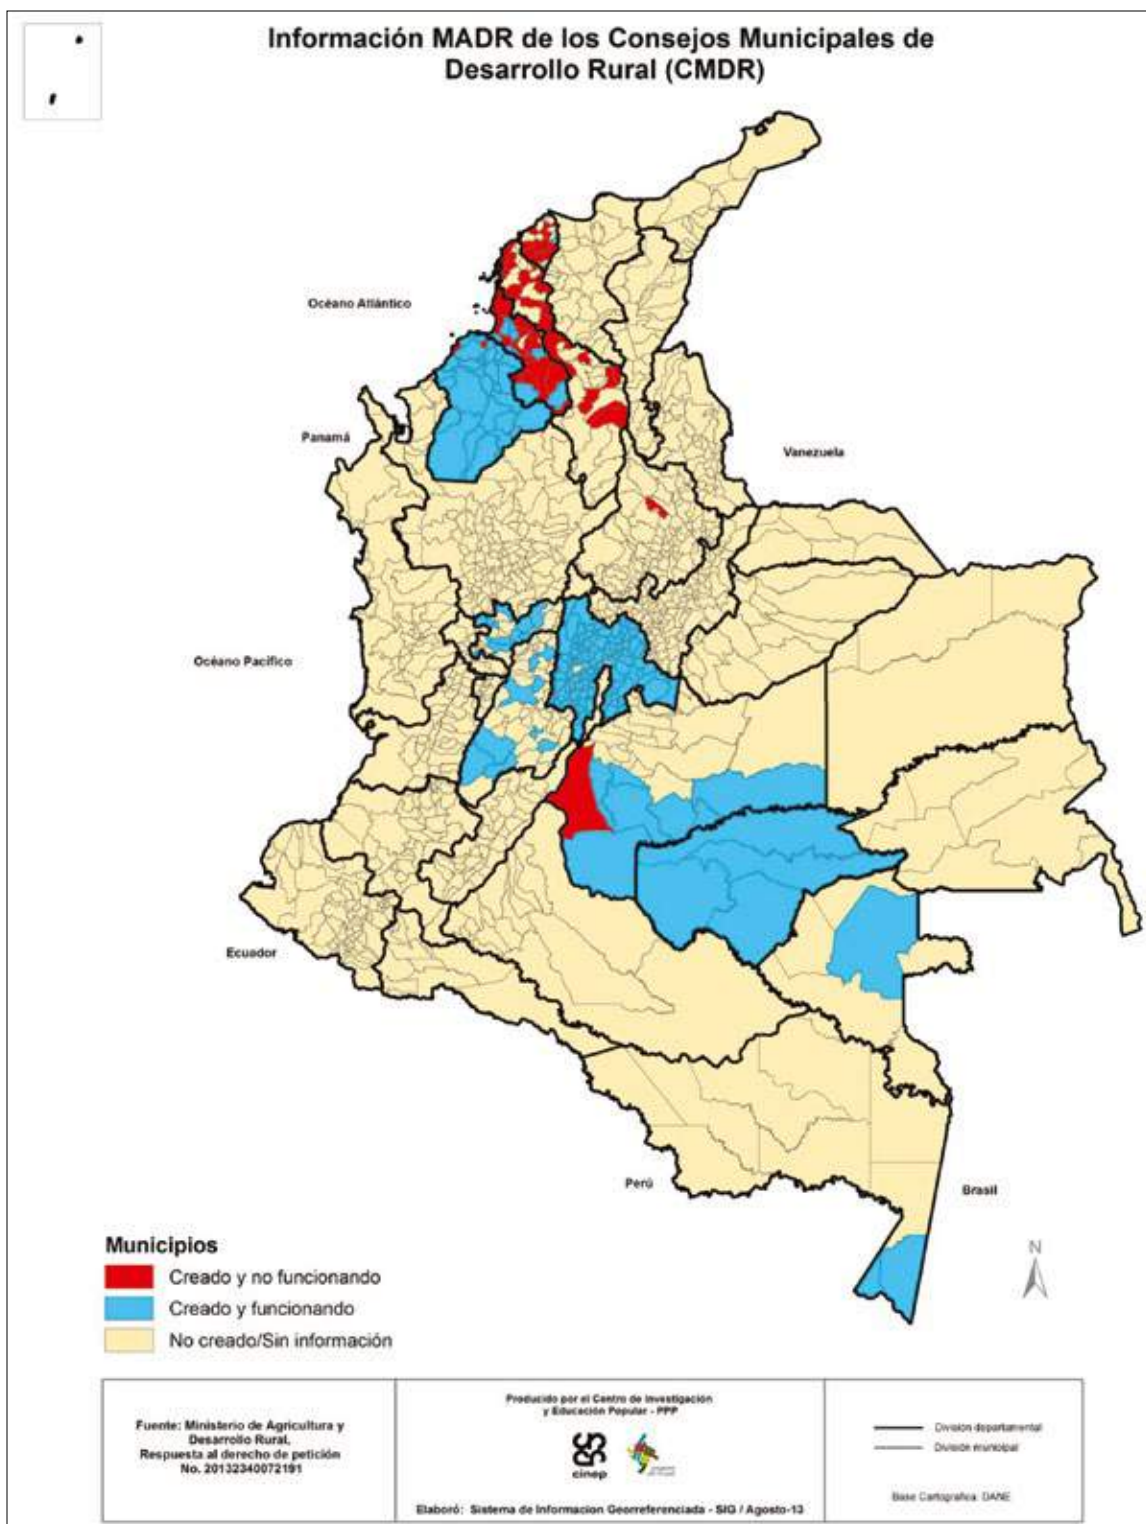 Información MADR de los Consejos Municipales de
Desarrollo Rural (CMDR)
Océano Atlántico
Panamá
Vanezuela
Océano Pacífico
Ecuador
Perú
Brasil
N
Municipios
Creado y no funcionando
Creado y funcionando
No creado/Sin información
Fuente: Ministerio de Agricultura y
Desarrollo Rural,
Respuesta al derecho de petición
No. 20132340072191
Producido por el Centro de Investigación
y Educación Popular - PPP
cinep
Elaboró: Sistema de Informacion Georreferenciada - SIG / Agosto-13
División departamental
División municipal
Base Cartografica: DANE